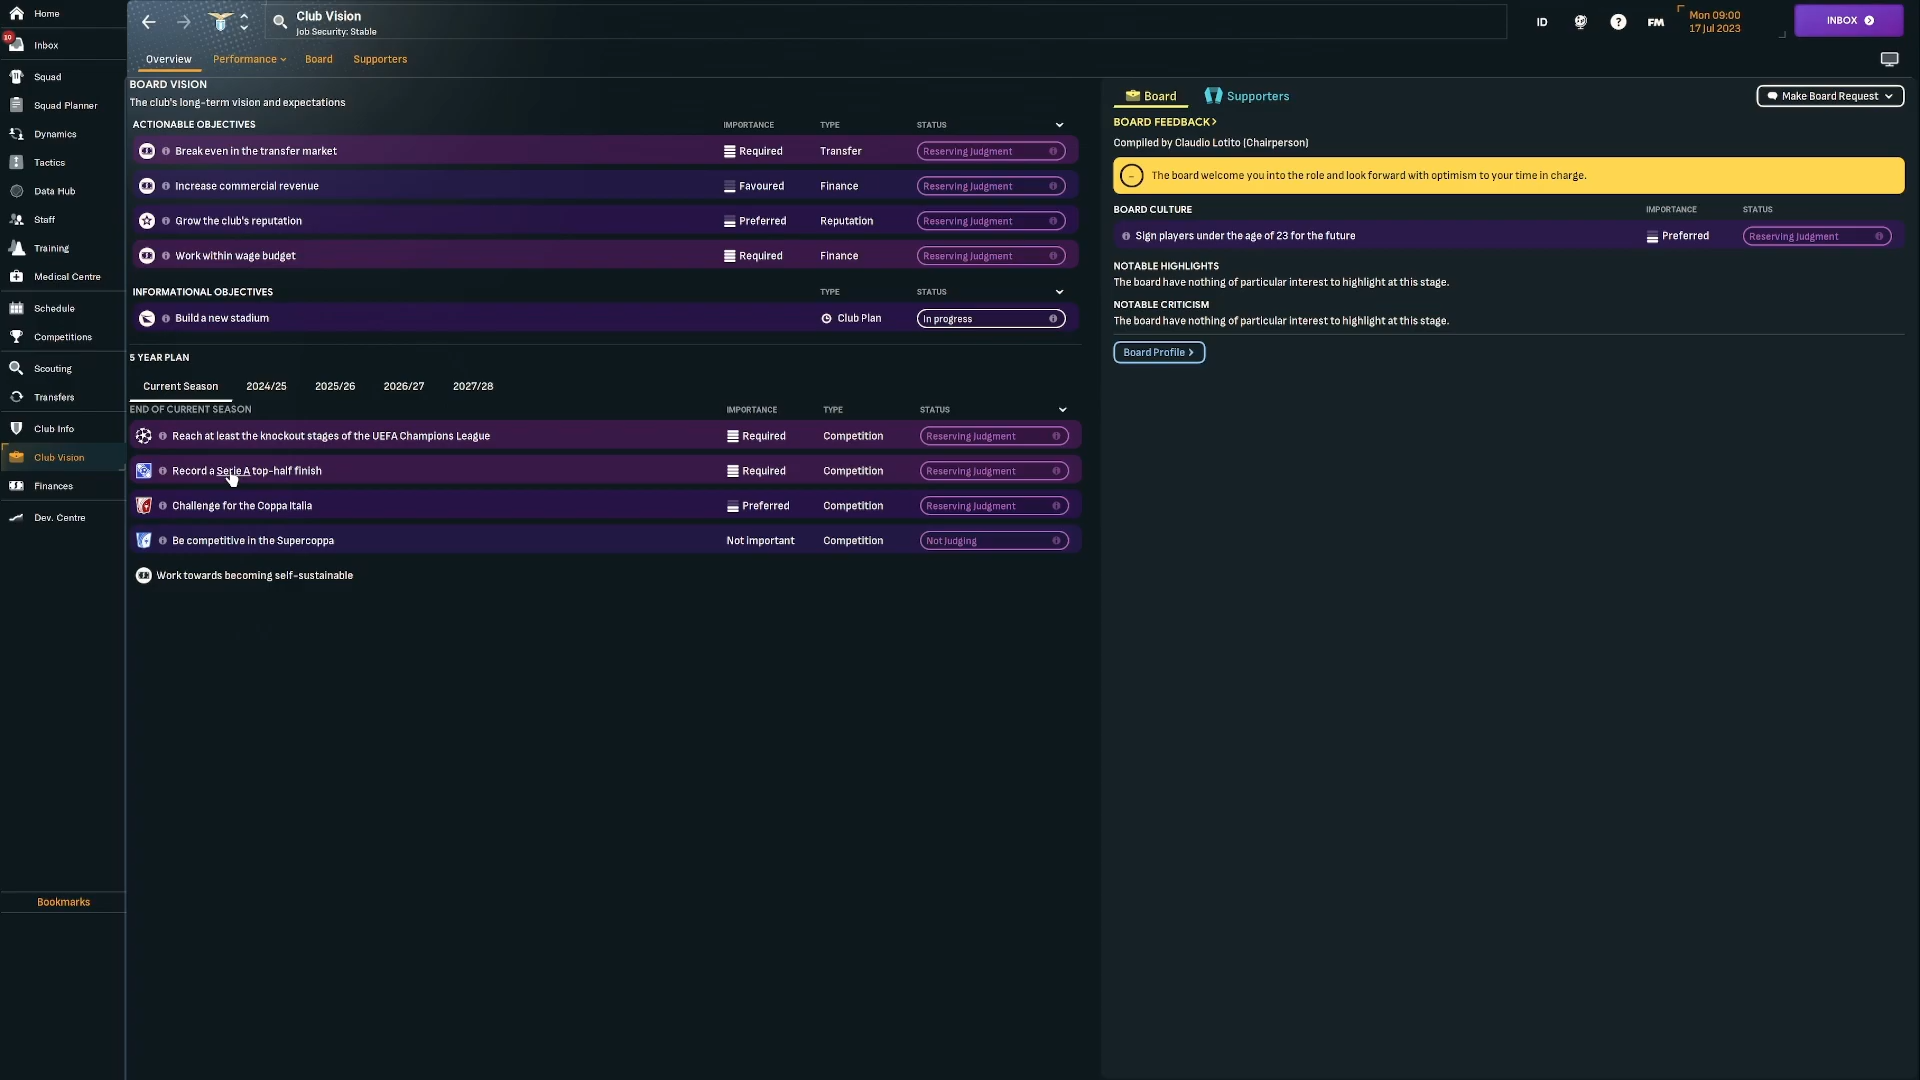 Home
10
Inbox
Squad
Squad Planner
Dynamics
Tactics
Data Hub
Staff
Training
Medical Centre
Schedule
Competitions
Scouting
Transfers
Club Info
Club Vision
Finances
Dev. Centre
Bookmarks
Club Vision
Job Security: Stable
ID
?
FM
Mon 09:00
17 Jul 2023
INBOX
Overview
Performance
Board
Supporters
BOARD VISION
The club's long-term vision and expectations
ACTIONABLE OBJECTIVES IMPORTANCE TYPE STATUS
Break even in the transfer market Required Transfer Reserving Judgment
Increase commercial revenue Favoured Finance Reserving Judgment
Grow the club's reputation Preferred Reputation Reserving Judgment
Work within wage budget Required Finance Reserving Judgment
INFORMATIONAL OBJECTIVES TYPE STATUS
Build a new stadium Club Plan In progress
5 YEAR PLAN
Current Season 2024/25 2025/26 2026/27 2027/28
END OF CURRENT SEASON IMPORTANCE TYPE STATUS
Reach at least the knockout stages of the UEFA Champions League Required Competition Reserving Judgment
Record a Serie A top-half finish Required Competition Reserving Judgment
Challenge for the Coppa Italia Preferred Competition Reserving Judgment
Be competitive in the Supercoppa Not important Competition Not Judging
Work towards becoming self-sustainable
Board
Supporters
Make Board Request
BOARD FEEDBACK >
Compiled by Claudio Lotito (Chairperson)
The board welcome you into the role and look forward with optimism to your time in charge.
BOARD CULTURE IMPORTANCE STATUS
Sign players under the age of 23 for the future Preferred Reserving Judgment
NOTABLE HIGHLIGHTS
The board have nothing of particular interest to highlight at this stage.
NOTABLE CRITICISM
The board have nothing of particular interest to highlight at this stage.
Board Profile >